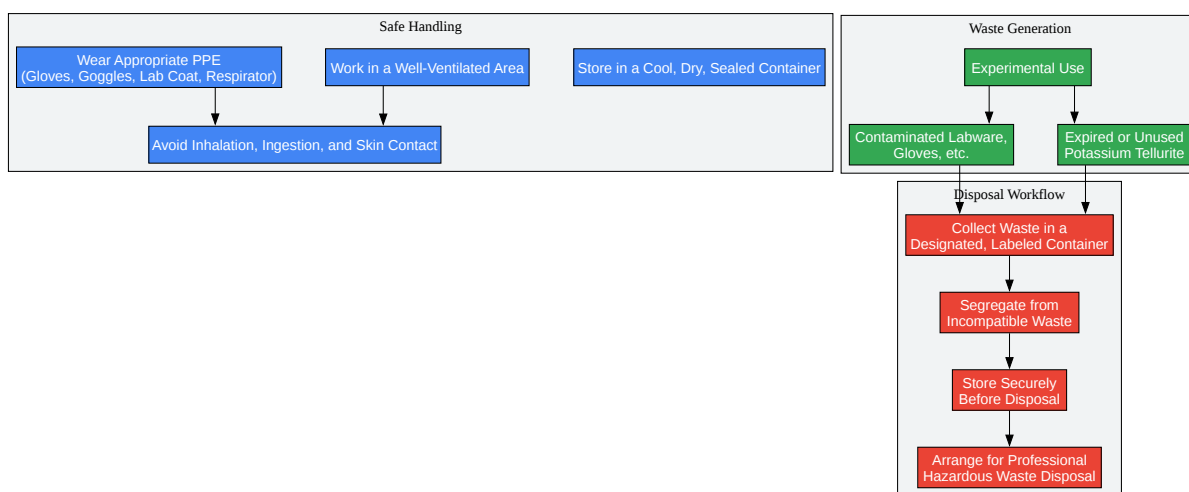 Safe Handling
Wear Appropriate PPE
(Gloves, Goggles, Lab Coat, Respirator)
Work in a Well-Ventilated Area
Store in a Cool, Dry, Sealed Container
Avoid Inhalation, Ingestion, and Skin Contact
Waste Generation
Experimental Use
Contaminated Labware,
Gloves, etc.
Expired or Unused
Potassium Tellurite
Disposal Workflow
Collect Waste in a
Designated, Labeled Container
Segregate from
Incompatible Waste
Store Securely
Before Disposal
Arrange for Professional
Hazardous Waste Disposal